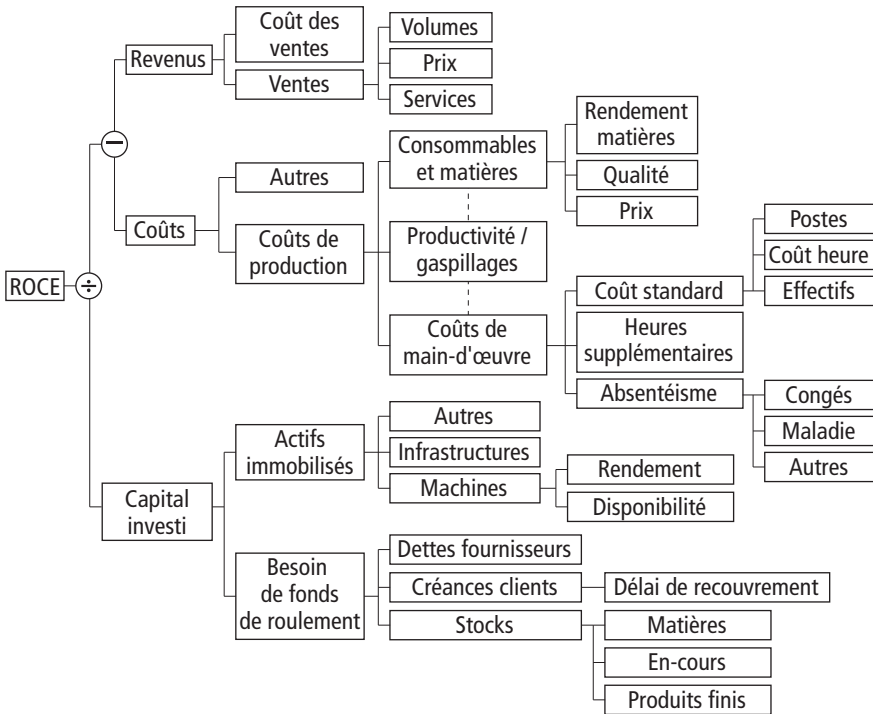 Coût des
ventes
Volumes
Revenus
Prix
Ventes
Services
Rendement
matières
Consommables
et matières
Autres
Qualité
Prix
Postes
Coûts
Coûts de
production
Productivité /
gaspillages
Coût heure
ROCE
÷
−
Coût standard
Effectifs
Coûts de
main-d'œuvre
Heures
supplémentaires
Absentéisme
Congés
Autres
Maladie
Actifs
immobilisés
Infrastructures
Rendement
Autres
Machines
Capital
investi
Disponibilité
Dettes fournisseurs
Besoin
de fonds
de roulement
Créances clients
Délai de recouvrement
Stocks
Matières
En-cours
Produits finis